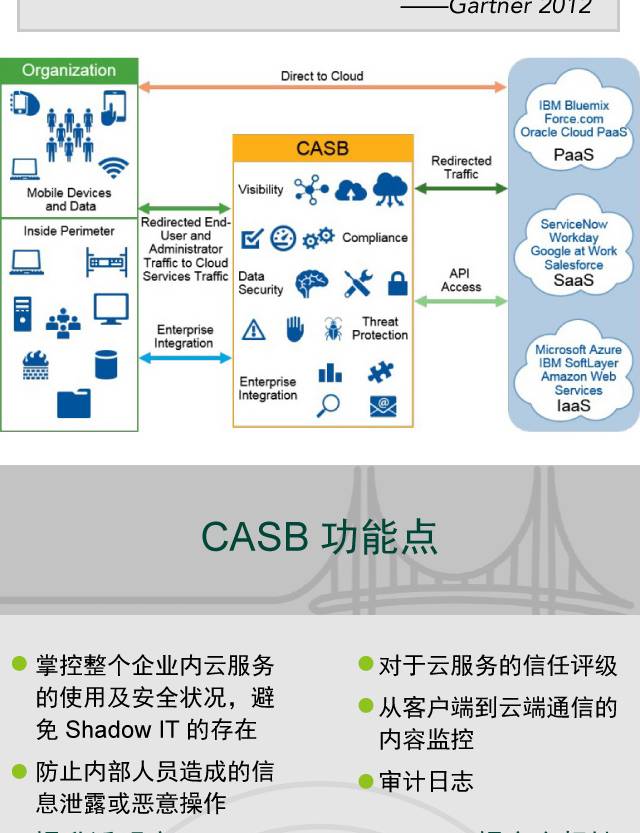 ——Gartner 2012
Organization
Direct to Cloud
IBM Bluemix
Force.com
Oracle Cloud PaaS
PaaS
CASB
Redirected
Traffic
Visibility
Mobile Devices
and Data
Redirected End-
User and
Administrator
Traffic to Cloud
Services Traffic
Inside Perimeter
Compliance
ServiceNow
Workday
Google at Work
Salesforce
SaaS
Data
Security
API
Access
Threat
Protection
Enterprise
Integration
Enterprise
Integration
Microsoft Azure
IBM SoftLayer
Amazon Web
Services
IaaS
CASB 功能点
掌控整个企业内云服务
的使用及安全状况，避
免 Shadow IT 的存在
防止内部人员造成的信
息泄露或恶意操作
对于云服务的信任评级
从客户端到云端通信的
内容监控
审计日志